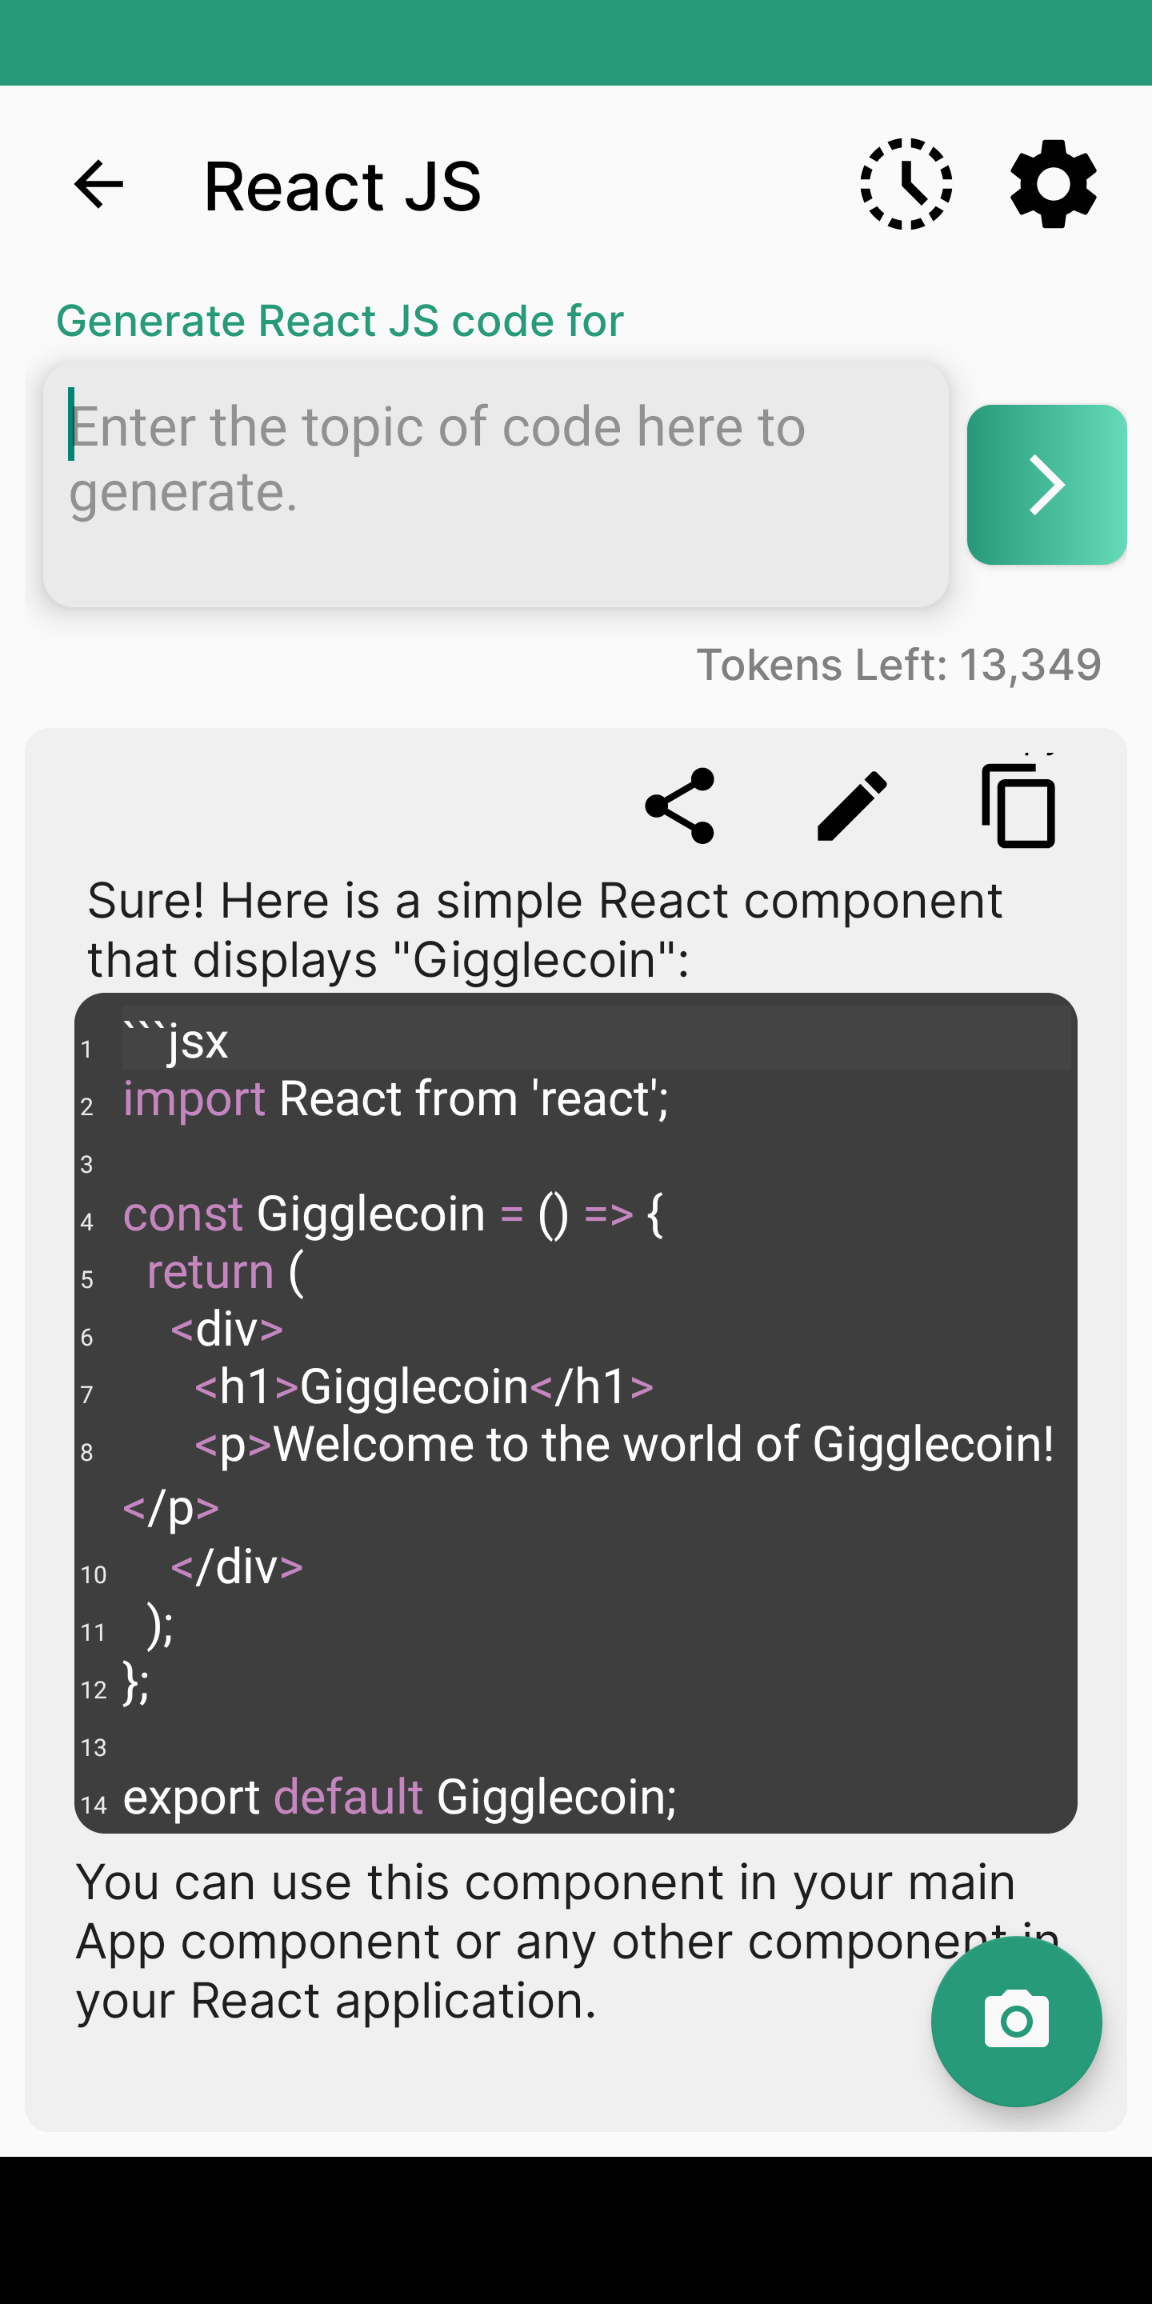 React JS
Generate React JS code for
Enter the topic of code here to
generate.
Tokens Left: 13,349
Sure! Here is a simple React component
that displays "Gigglecoin":
1 ```jsx
2 import React from 'react';
3
4 const Gigglecoin = () => {
5 return (
6 <div>
7 <h1>Gigglecoin</h1>
8 <p>Welcome to the world of Gigglecoin!
</p>
10 </div>
11 );
12 };
13
14 export default Gigglecoin;
You can use this component in your main
App component or any other component in
your React application.